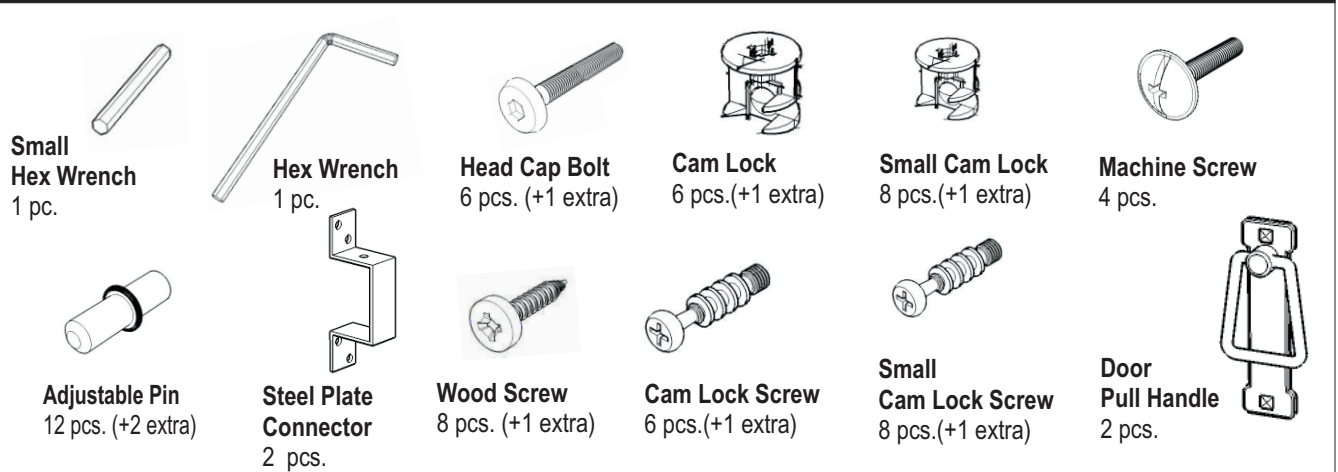 Small
Hex Wrench
1 pc.
Hex Wrench
1 pc.
Head Cap Bolt
6 pcs. (+1 extra)
Cam Lock
6 pcs.(+1 extra)
Small Cam Lock
8 pcs.(+1 extra)
Machine Screw
4 pcs.
Adjustable Pin
12 pcs. (+2 extra)
Steel Plate
Connector
2 pcs.
Wood Screw
8 pcs. (+1 extra)
Cam Lock Screw
6 pcs.(+1 extra)
Small
Cam Lock Screw
8 pcs.(+1 extra)
Door
Pull Handle
2 pcs.